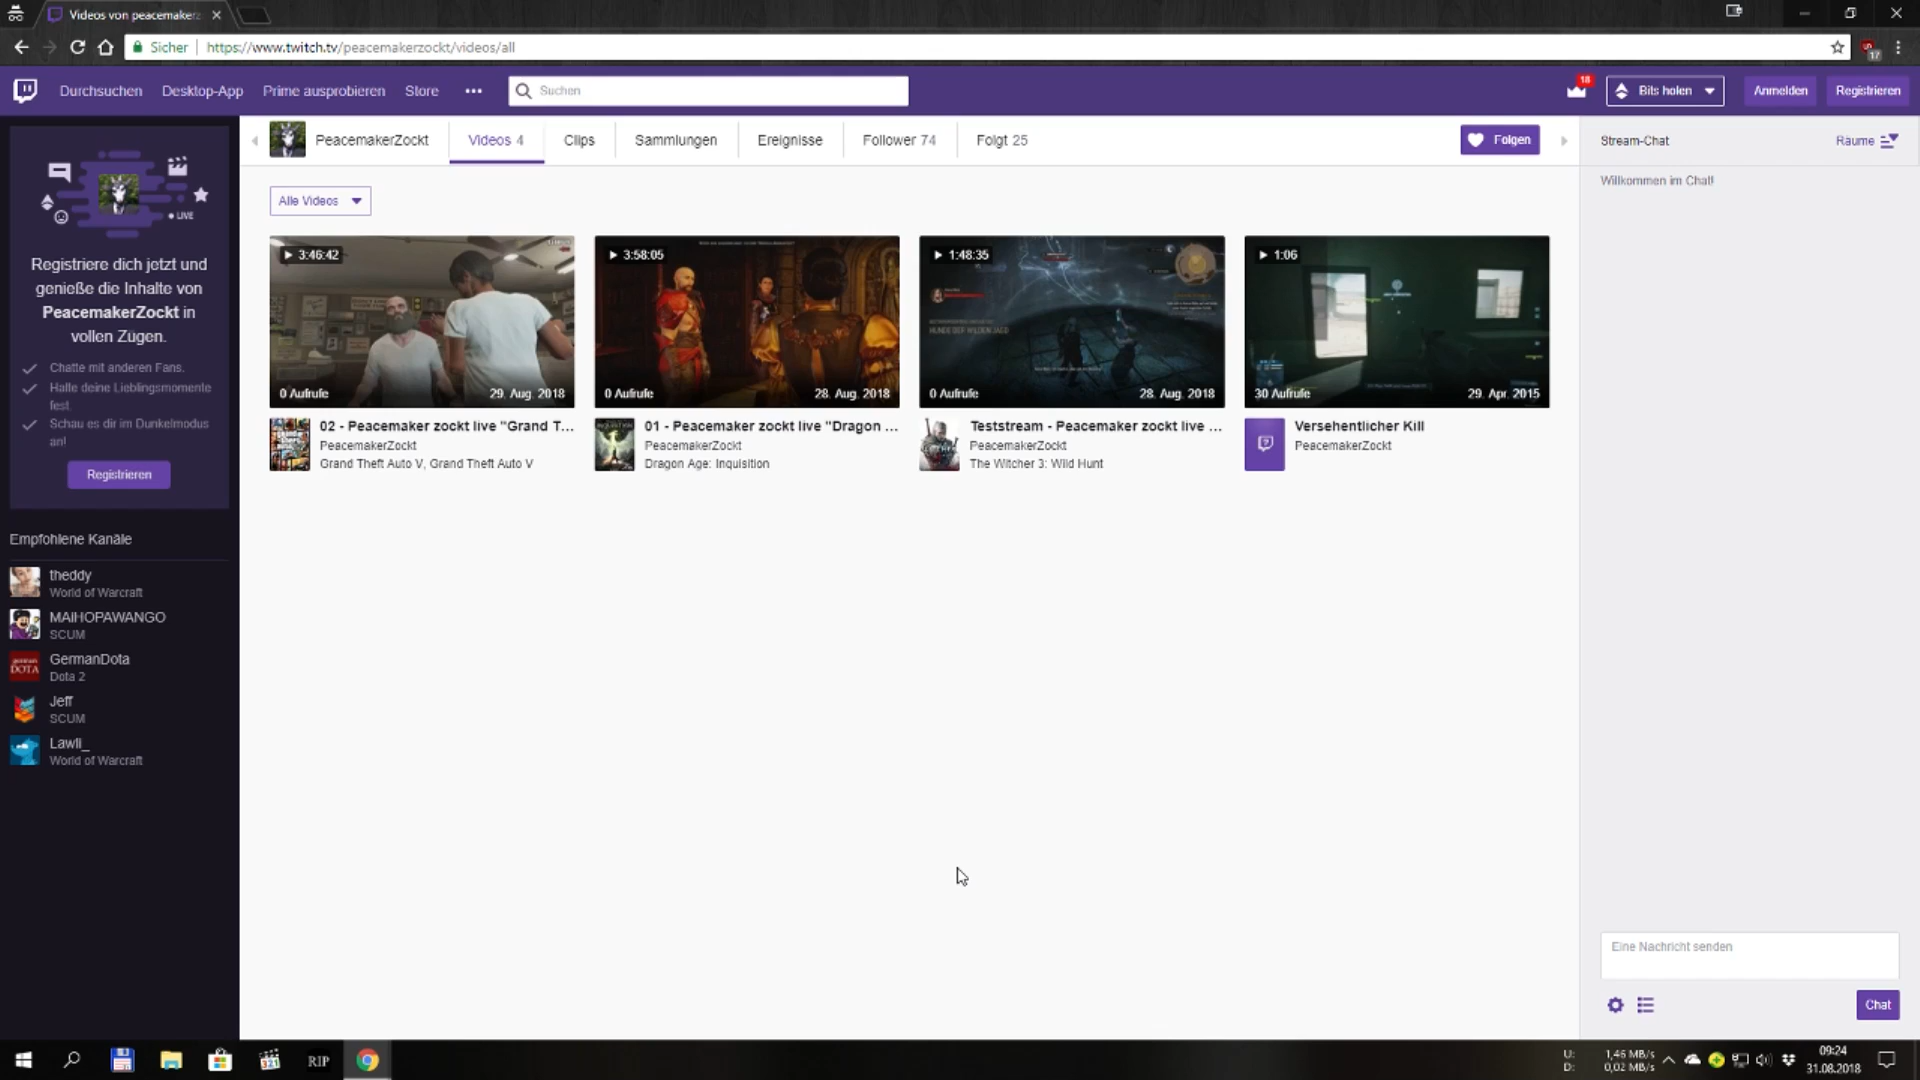 Videos von peacemakerz
Sicher
https://www.twitch.tv/peacemakerzockt/videos/all
17
Durchsuchen
Desktop-App
Prime ausprobieren
Store
Suchen
18
Bits holen
Anmelden
Registrieren
PeacemakerZockt
Videos 4
Clips
Sammlungen
Ereignisse
Follower 74
Folgt 25
Folgen
Stream-Chat
Räume
Willkommen im Chat!
LIVE
Registriere dich jetzt und
genieße die Inhalte von
PeacemakerZockt in
vollen Zügen.
Chatte mit anderen Fans.
Halte deine Lieblingsmomente
fest.
Schau es dir im Dunkelmodus
an!
Registrieren
Empfohlene Kanäle
theddy
World of Warcraft
MAIHOPAWANGO
SCUM
GermanDota
Dota 2
Jeff
SCUM
Lawli_
World of Warcraft
Alle Videos
3:46:42
0 Aufrufe
29. Aug. 2018
02 - Peacemaker zockt live "Grand T...
PeacemakerZockt
Grand Theft Auto V, Grand Theft Auto V
3:58:05
0 Aufrufe
28. Aug. 2018
01 - Peacemaker zockt live "Dragon ...
PeacemakerZockt
Dragon Age: Inquisition
1:48:35
HUNDE DER WILDEN JAGD
0 Aufrufe
28. Aug. 2018
Teststream - Peacemaker zockt live ...
PeacemakerZockt
The Witcher 3: Wild Hunt
1:06
30 Aufrufe
29. Apr. 2015
Versehentlicher Kill
PeacemakerZockt
Eine Nachricht senden
Chat
321
RIP
U: 1,46 MB/s
D: 0,02 MB/s
09:24
31.08.2018